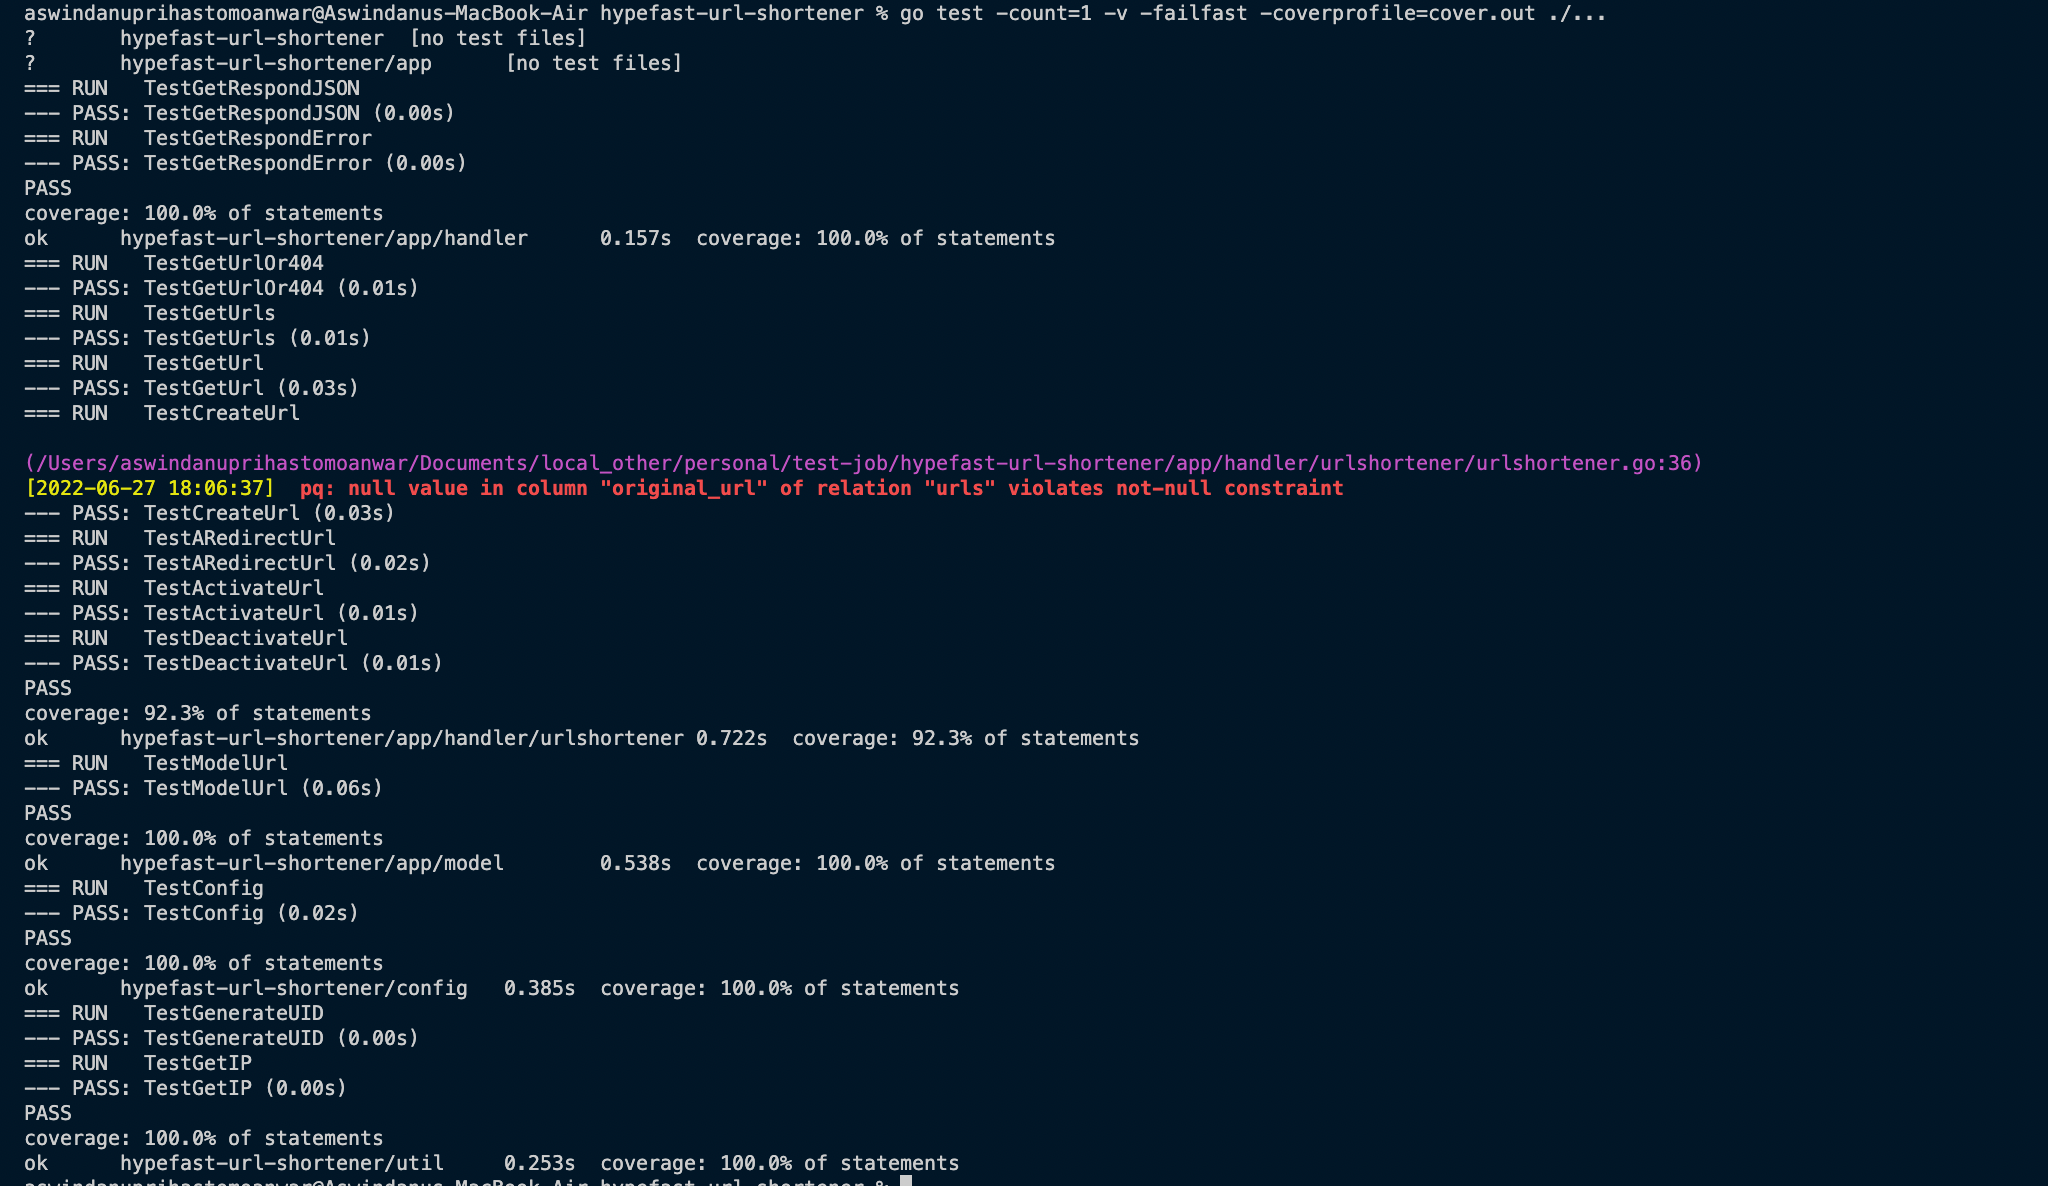 aswindanuprihastomoanwar@Aswindanus-MacBook-Air hypefast-url-shortener % go test -count=1 -v -failfast -coverprofile=cover.out ./...
?       hypefast-url-shortener  [no test files]
?       hypefast-url-shortener/app      [no test files]
=== RUN   TestGetRespondJSON
--- PASS: TestGetRespondJSON (0.00s)
=== RUN   TestGetRespondError
--- PASS: TestGetRespondError (0.00s)
PASS
coverage: 100.0% of statements
ok      hypefast-url-shortener/app/handler      0.157s  coverage: 100.0% of statements
=== RUN   TestGetUrlOr404
--- PASS: TestGetUrlOr404 (0.01s)
=== RUN   TestGetUrls
--- PASS: TestGetUrls (0.01s)
=== RUN   TestGetUrl
--- PASS: TestGetUrl (0.03s)
=== RUN   TestCreateUrl
(/Users/aswindanuprihastomoanwar/Documents/local_other/personal/test-job/hypefast-url-shortener/app/handler/urlshortener/urlshortener.go:36)
[2022-06-27 18:06:37]  pq: null value in column "original_url" of relation "urls" violates not-null constraint
--- PASS: TestCreateUrl (0.03s)
=== RUN   TestARedirectUrl
--- PASS: TestARedirectUrl (0.02s)
=== RUN   TestActivateUrl
--- PASS: TestActivateUrl (0.01s)
=== RUN   TestDeactivateUrl
--- PASS: TestDeactivateUrl (0.01s)
PASS
coverage: 92.3% of statements
ok      hypefast-url-shortener/app/handler/urlshortener 0.722s  coverage: 92.3% of statements
=== RUN   TestModelUrl
--- PASS: TestModelUrl (0.06s)
PASS
coverage: 100.0% of statements
ok      hypefast-url-shortener/app/model        0.538s  coverage: 100.0% of statements
=== RUN   TestConfig
--- PASS: TestConfig (0.02s)
PASS
coverage: 100.0% of statements
ok      hypefast-url-shortener/config   0.385s  coverage: 100.0% of statements
=== RUN   TestGenerateUID
--- PASS: TestGenerateUID (0.00s)
=== RUN   TestGetIP
--- PASS: TestGetIP (0.00s)
PASS
coverage: 100.0% of statements
ok      hypefast-url-shortener/util     0.253s  coverage: 100.0% of statements
aswindanuprihastomoanwar@Aswindanus-MacBook-Air hypefast-url-shortener %